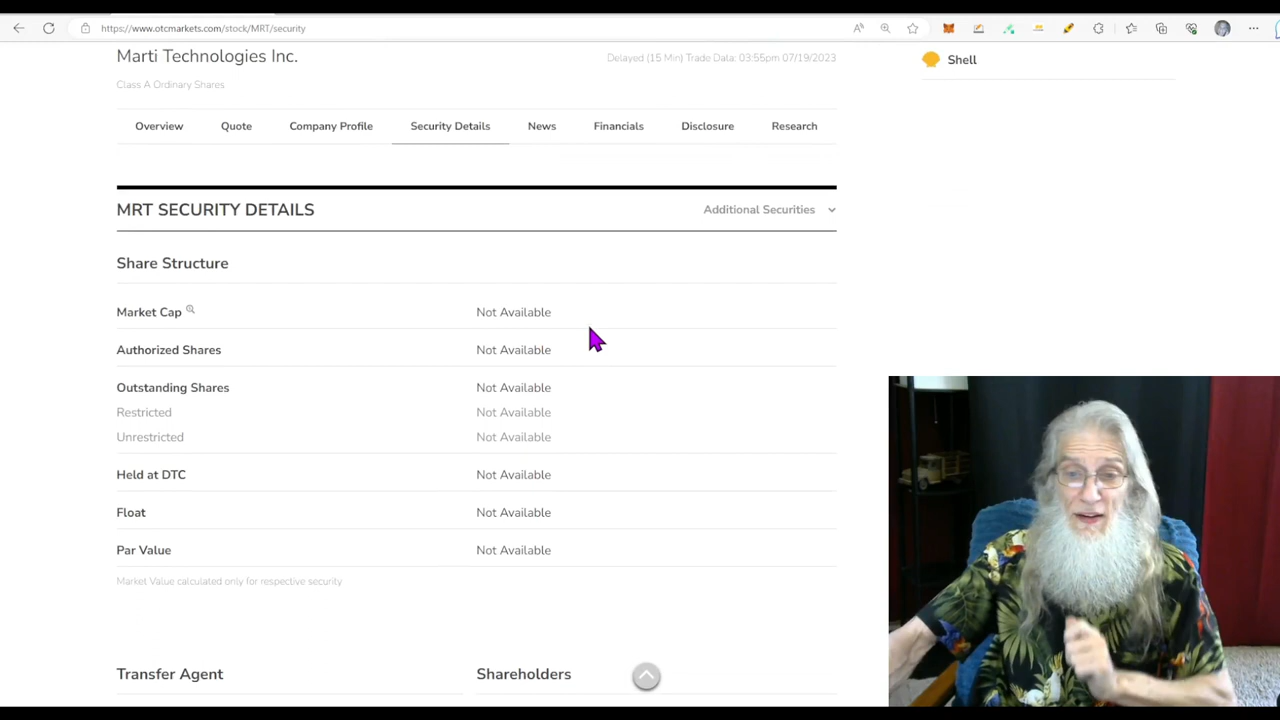 https://www.otcmarkets.com/stock/MRT/security
Marti Technologies Inc.
Delayed (15 Min) Trade Data: 03:55pm 07/19/2023
Shell
Class A Ordinary Shares
Overview Quote Company Profile Security Details News Financials Disclosure Research
MRT SECURITY DETAILS
Additional Securities
Share Structure
Market Cap Not Available
Authorized Shares Not Available
Outstanding Shares Not Available
Restricted Not Available
Unrestricted Not Available
Held at DTC Not Available
Float Not Available
Par Value Not Available
Market Value calculated only for respective security
Transfer Agent
Shareholders